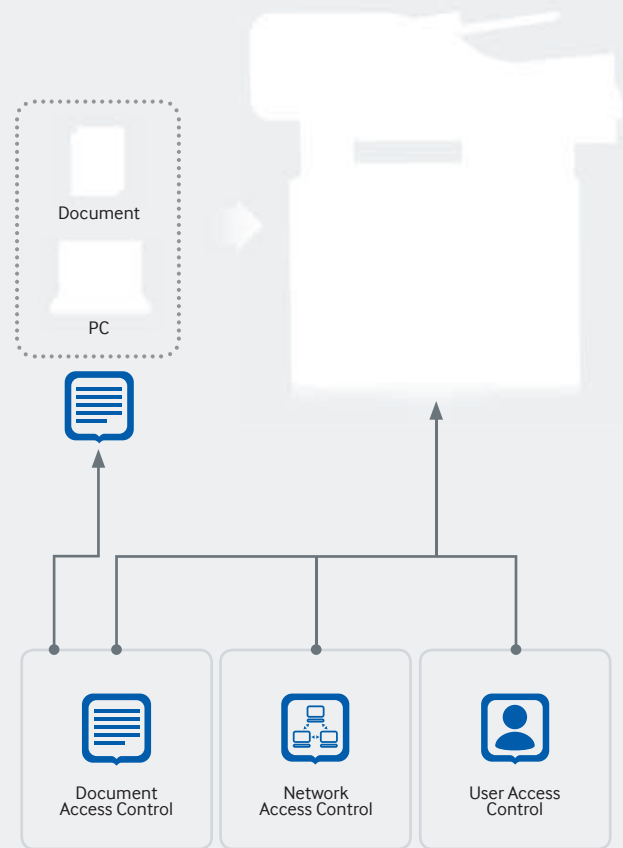 Document
PC
Document
Access Control
Network
Access Control
User Access
Control